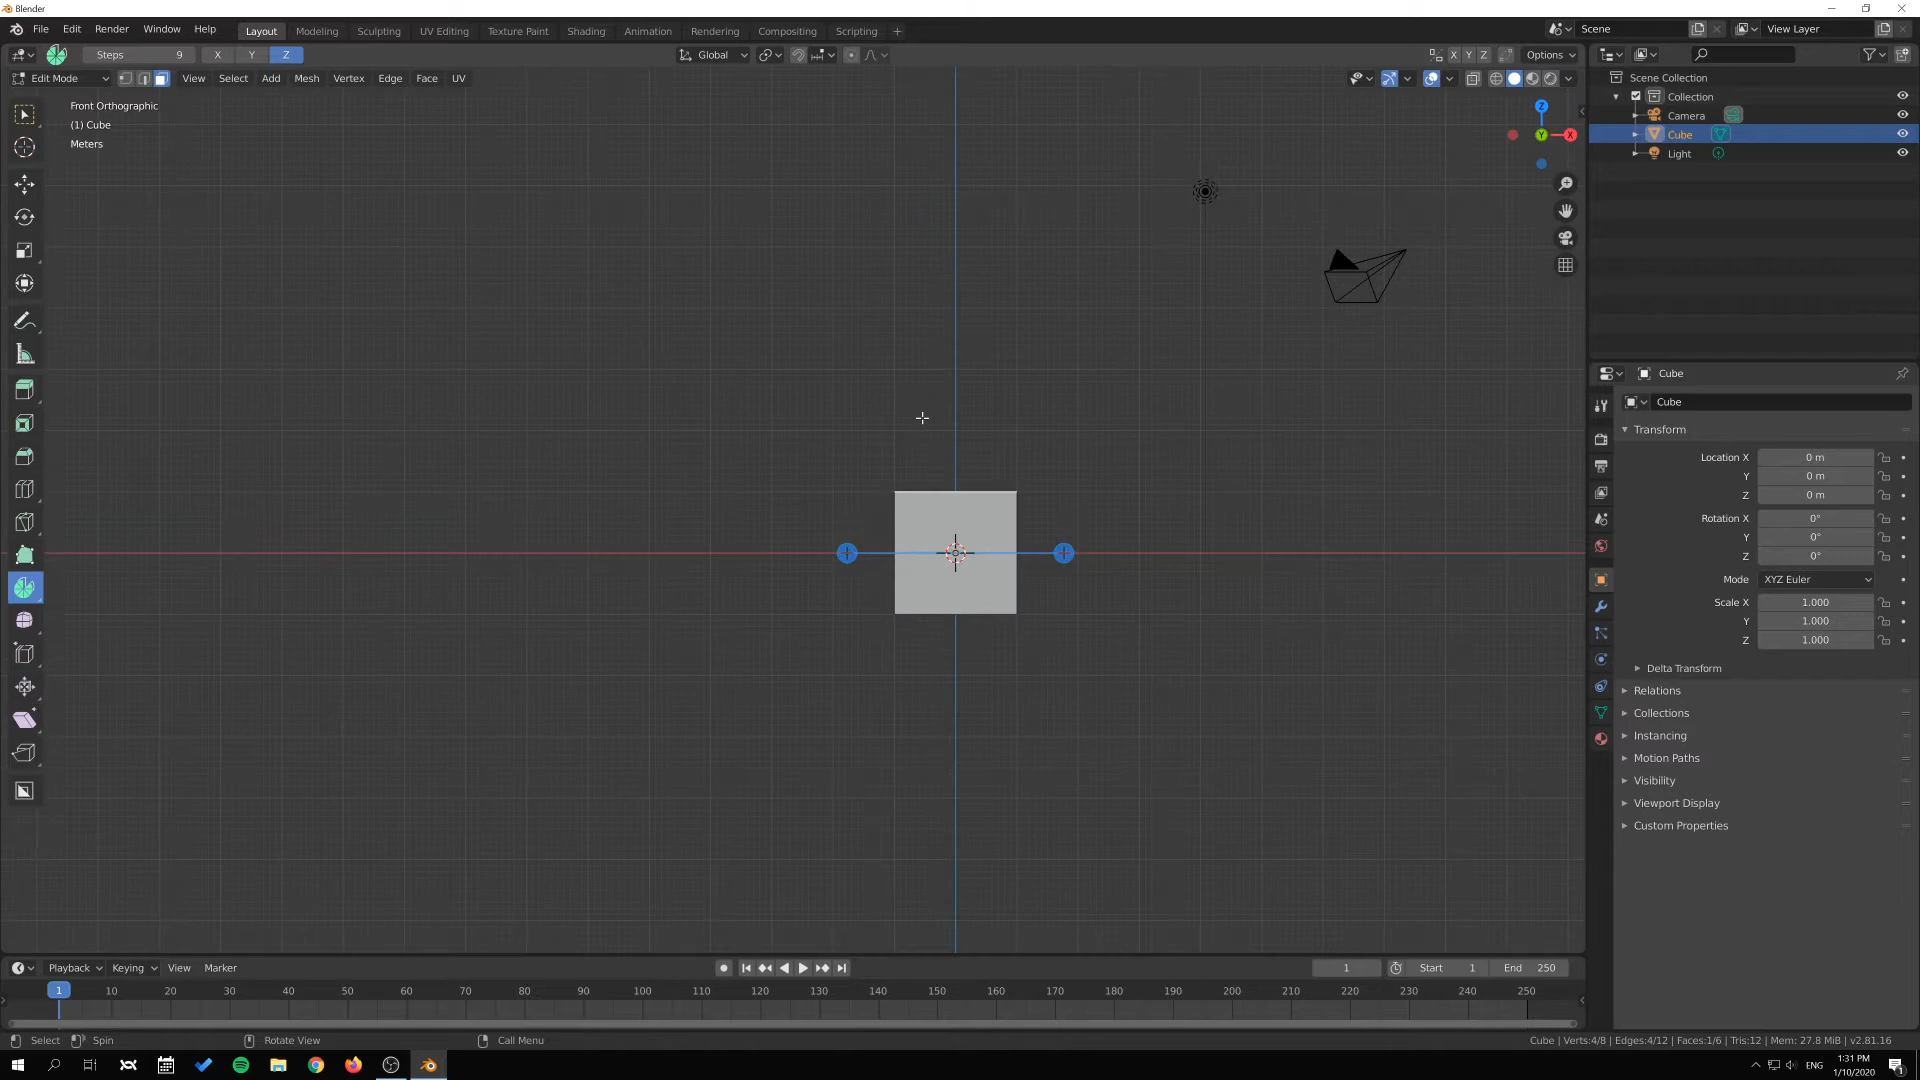 Blender
File Edit Render Window Help Layout Modeling Sculpting UV Editing Texture Paint Shading Animation Rendering Compositing Scripting + Scene View Layer
Steps 9 X Y Z Global X Y Z Options
Edit Mode View Select Add Mesh Vertex Edge Face UV
Front Orthographic
(1) Cube
Meters
Z
Y
X
Scene Collection
Collection
Camera
Cube
Light
Cube
Cube
Transform
Location X 0 m
Y 0 m
Z 0 m
Rotation X 0°
Y 0°
Z 0°
Mode XYZ Euler
Scale X 1.000
Y 1.000
Z 1.000
Delta Transform
Relations
Collections
Instancing
Motion Paths
Visibility
Viewport Display
Custom Properties
Playback Keying View Marker 1 Start 1 End 250
1 10 20 30 40 50 60 70 80 90 100 110 120 130 140 150 160 170 180 190 200 210 220 230 240 250
Select Spin Rotate View Call Menu Cube | Verts:4/8 | Edges:4/12 | Faces:1/6 | Tris:12 | Mem: 27.8 MiB | v2.81.16
ENG 1:31 PM
1/10/2020 1